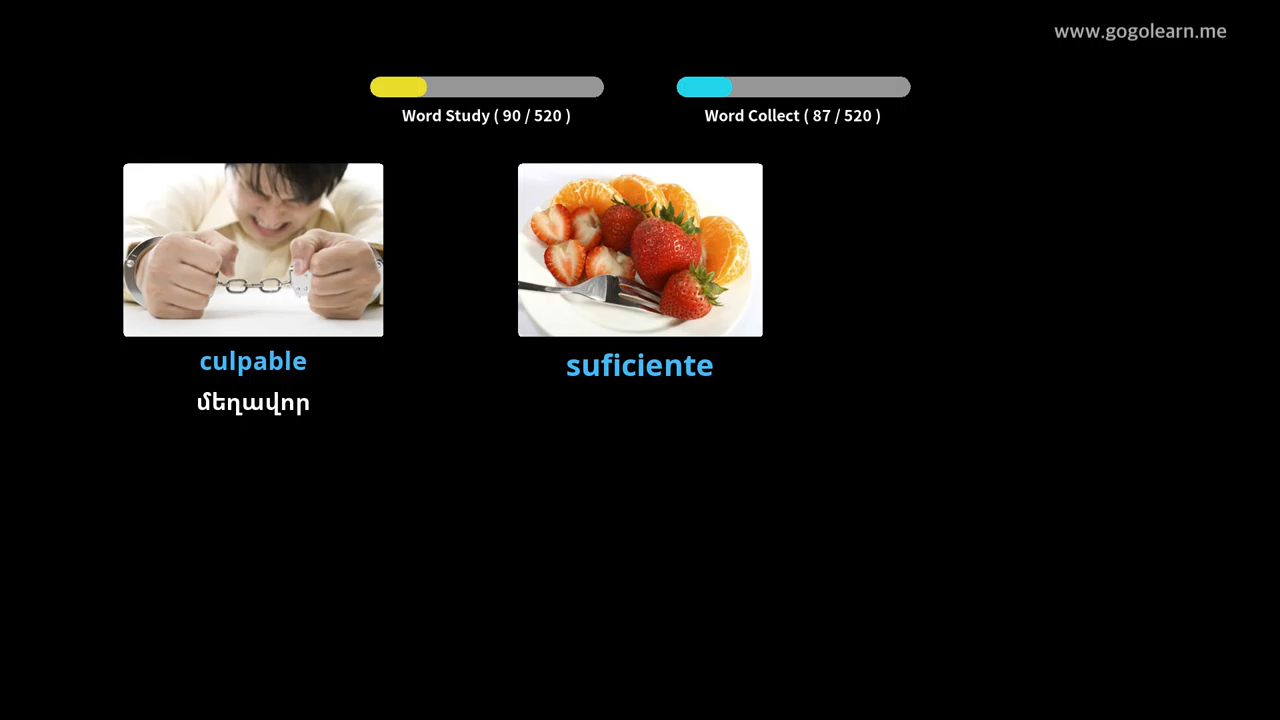 www.gogolearn.me
Word Study ( 90 / 520 )
Word Collect ( 87 / 520 )
culpable
մեղավոր
suficiente